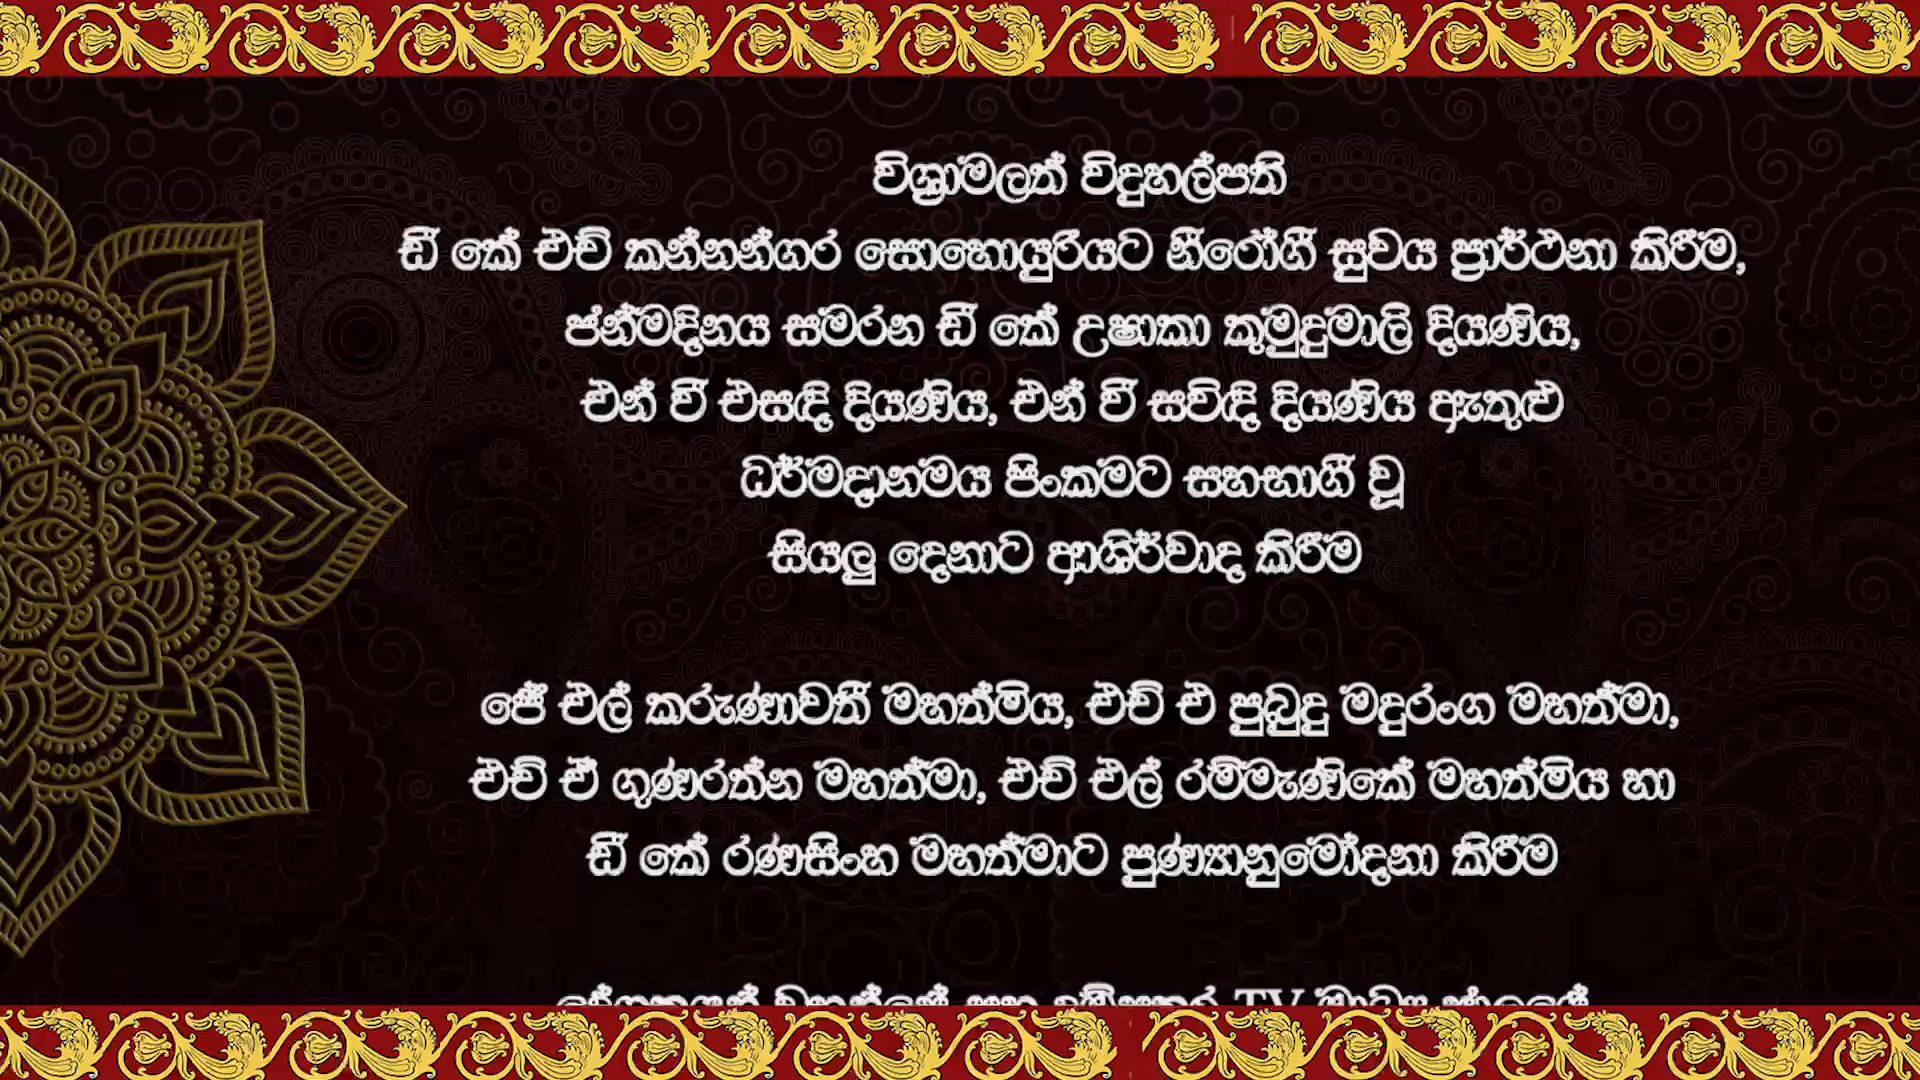 විශ්‍රාමලත් විදුහල්පති
ඩී කේ එච් කන්නන්ගර සොහොයුරියට නීරෝගී සුවය ප්‍රාර්ථනා කිරීම,
ජන්මදිනය සමරන ඩී කේ උෂාකා කුමුදුමාලි දියණිය,
එන් වී එසඳි දියණිය, එන් වී සවිඳි දියණිය ඇතුළු
ධර්මදානමය පිංකමට සහභාගී වූ
සියලු දෙනාට ආශිර්වාද කිරීම
ජේ එල් කරුණාවතී මහත්මිය, එච් එ පුබුදු මදුරංග මහත්මා,
එච් ඒ ගුණරත්න මහත්මා, එච් එල් රම්මැණිකේ මහත්මිය හා
ඩී කේ රණසිංහ මහත්මාට පුණ්‍යානුමෝදනා කිරීම
TV